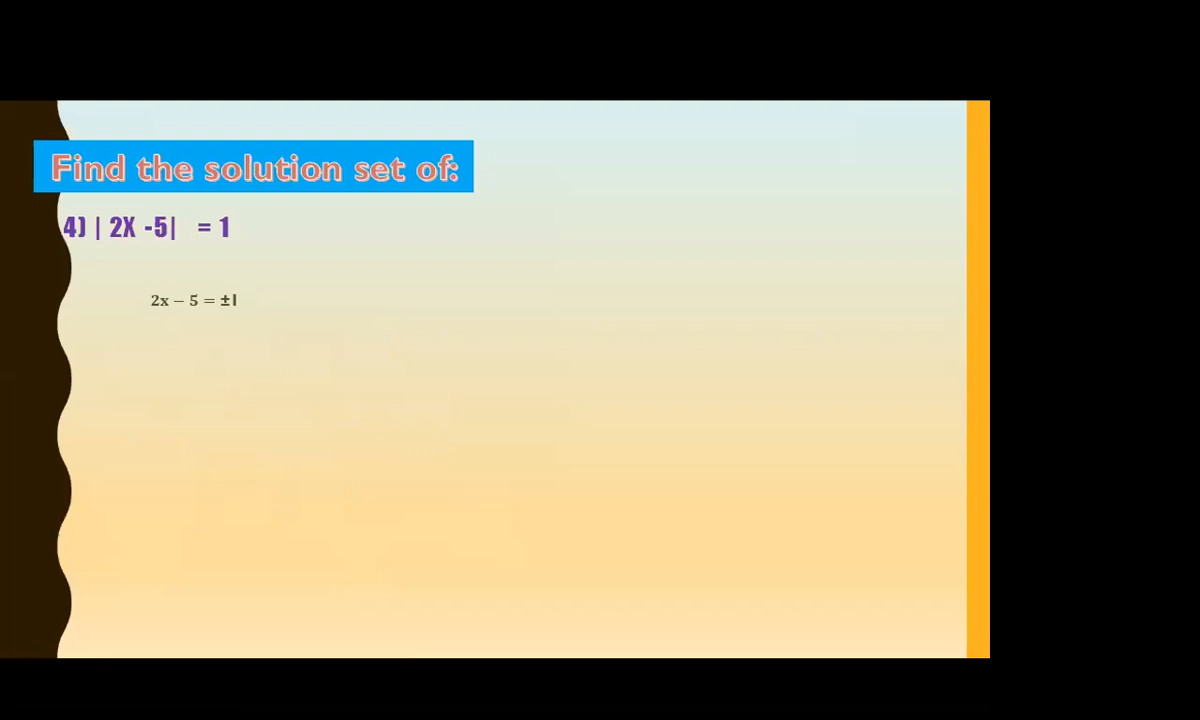 Find the solution set of:
4) | 2X -5| = 1
2x − 5 = ±1